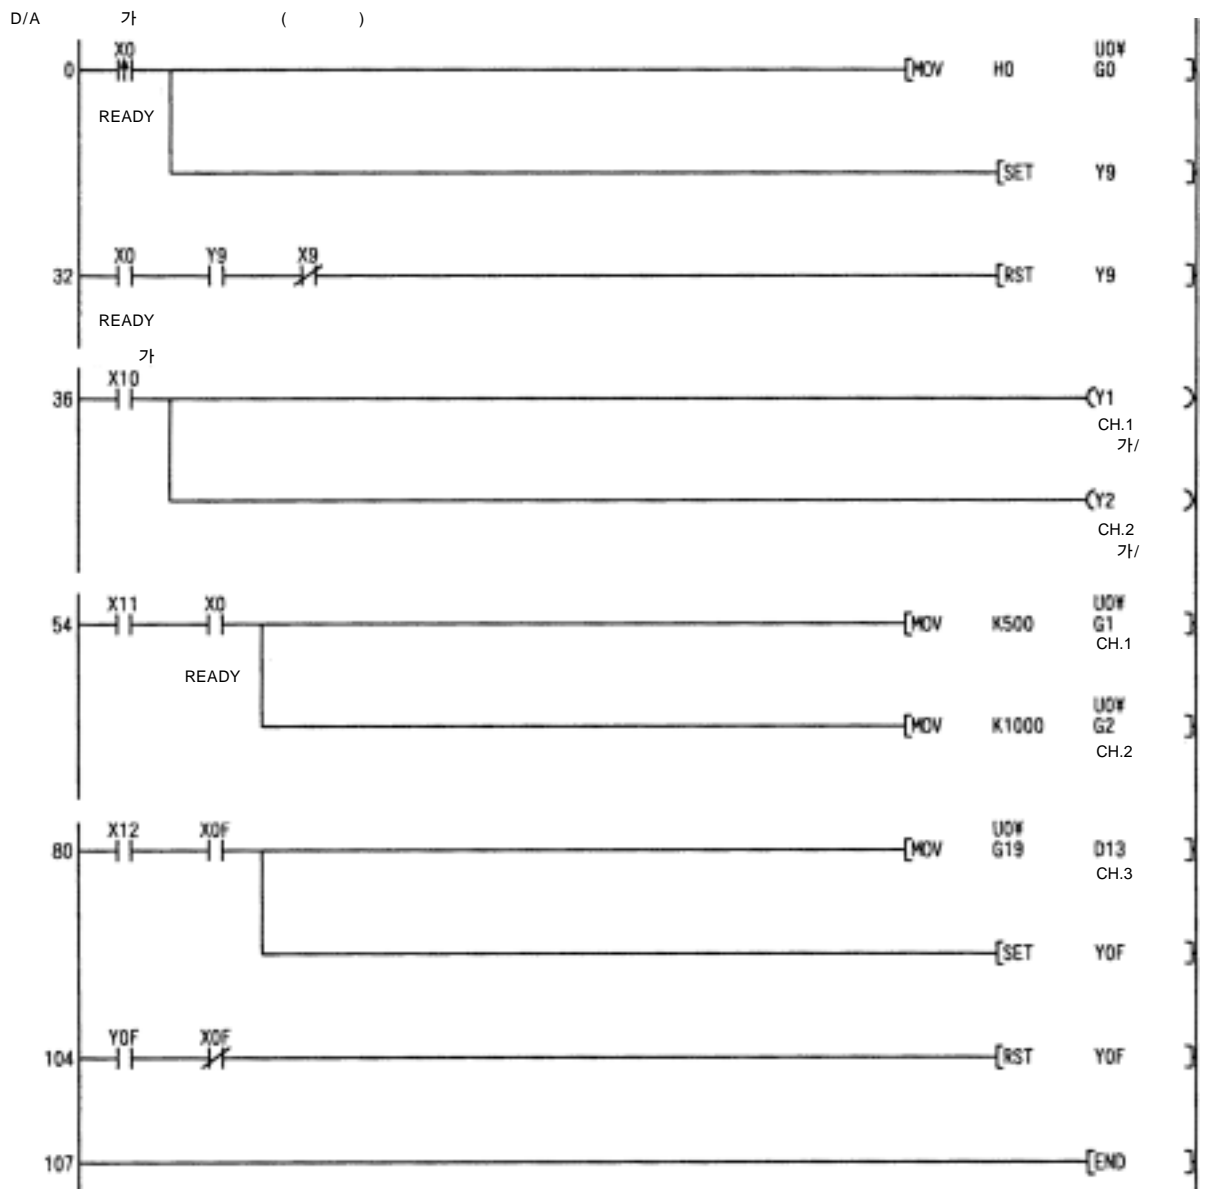 D/A 가 ( )
X0 U0¥
0 [MOV H0 G0 ]
READY
[SET Y9 ]
X0 Y9 X9
32 [RST Y9 ]
READY
가
X10
36 (Y1 )
CH.1
가/
(Y2 )
CH.2
가/
X11 X0 U0¥
54 [MOV K500 G1 ]
CH.1
READY
U0¥
[MOV K1000 G2 ]
CH.2
X12 X0F U0¥
80 [MOV G19 D13 ]
CH.3
[SET Y0F ]
Y0F X0F
104 [RST Y0F ]
107 [END ]